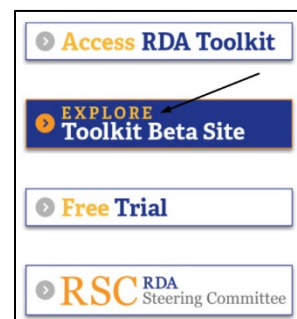 Access RDA Toolkit
EXPLORE
Toolkit Beta Site
Free Trial
RSC RDA
Steering Committee